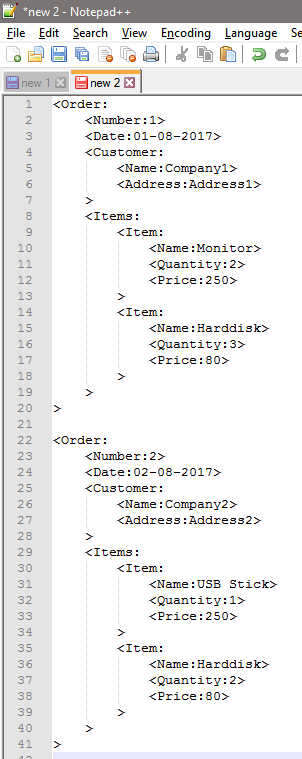 *new 2 - Notepad++
File Edit Search View Encoding Language Se
new 1 new 2
1 <Order:
2 <Number:1>
3 <Date:01-08-2017>
4 <Customer:
5 <Name:Company1>
6 <Address:Address1>
7 >
8 <Items:
9 <Item:
10 <Name:Monitor>
11 <Quantity:2>
12 <Price:250>
13 >
14 <Item:
15 <Name:Harddisk>
16 <Quantity:3>
17 <Price:80>
18 >
19 >
20 >
21
22 <Order:
23 <Number:2>
24 <Date:02-08-2017>
25 <Customer:
26 <Name:Company2>
27 <Address:Address2>
28 >
29 <Items:
30 <Item:
31 <Name:USB Stick>
32 <Quantity:1>
33 <Price:250>
34 >
35 <Item:
36 <Name:Harddisk>
37 <Quantity:2>
38 <Price:80>
39 >
40 >
41 >